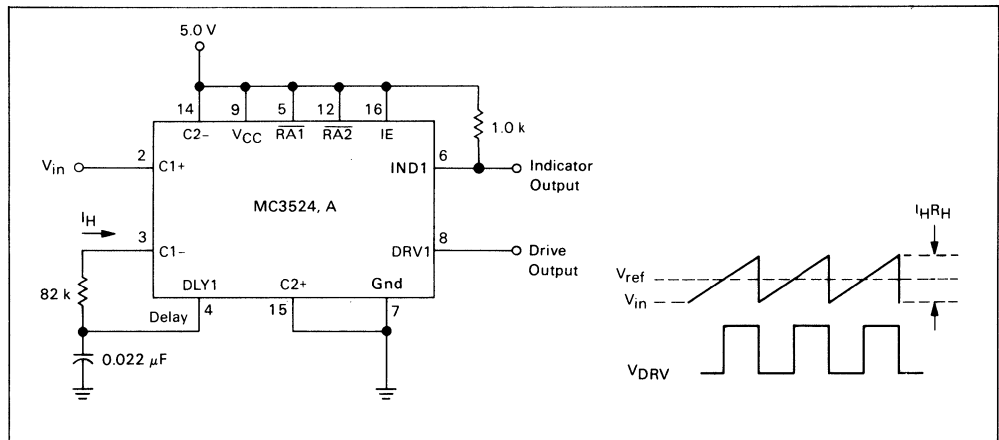 5.0 V
14 9 5 12 16
C2− VCC RA1 RA2 IE
1.0 k
Vin 2 C1+
IND1 6 Indicator Output
MC3524, A
IH
3 C1−
DRV1 8 Drive Output
82 k
DLY1 C2+ Gnd
Delay 4 15 7
0.022 µF
IHRH
Vref
Vin
VDRV